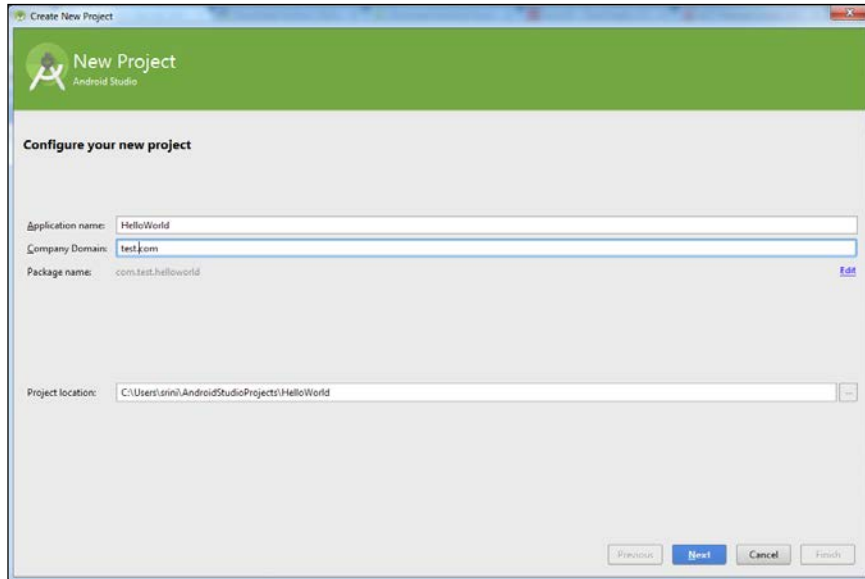 Create New Project
New Project
Android Studio
Configure your new project
Application name: HelloWorld
Company Domain: test.com
Package name: com.test.helloworld Edit
Project location: C:\Users\srini\AndroidStudioProjects\HelloWorld ...
Previous Next Cancel Finish